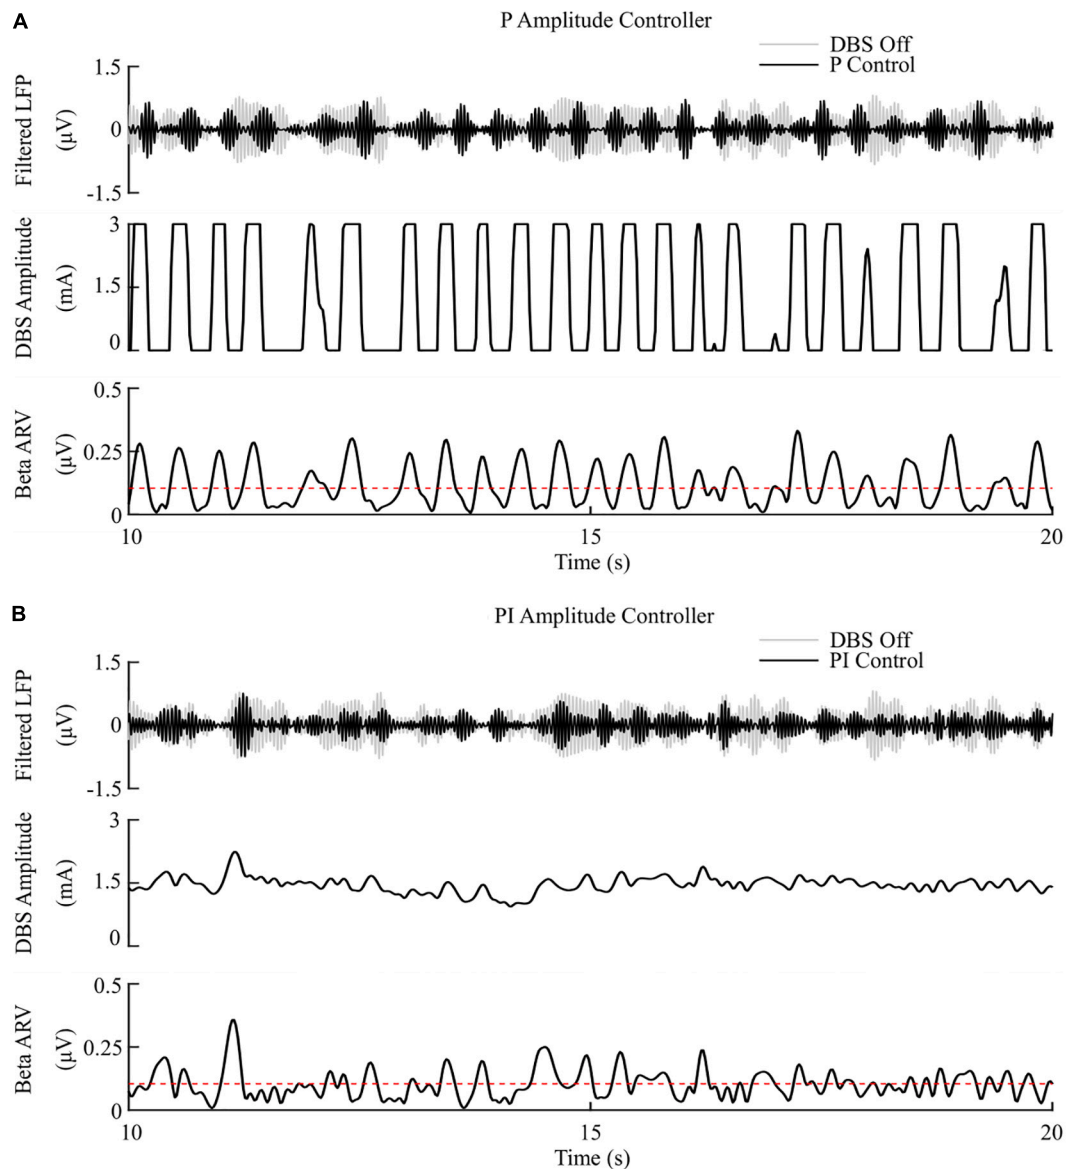 A
P Amplitude Controller
DBS Off
P Control
Filtered LFP
(µV)
1.5
0
-1.5
DBS Amplitude
(mA)
3
1.5
0
Beta ARV
(µV)
0.5
0.25
0
10
15
20
Time (s)
B
PI Amplitude Controller
DBS Off
PI Control
Filtered LFP
(µV)
1.5
0
-1.5
DBS Amplitude
(mA)
3
1.5
0
Beta ARV
(µV)
0.5
0.25
0
10
15
20
Time (s)